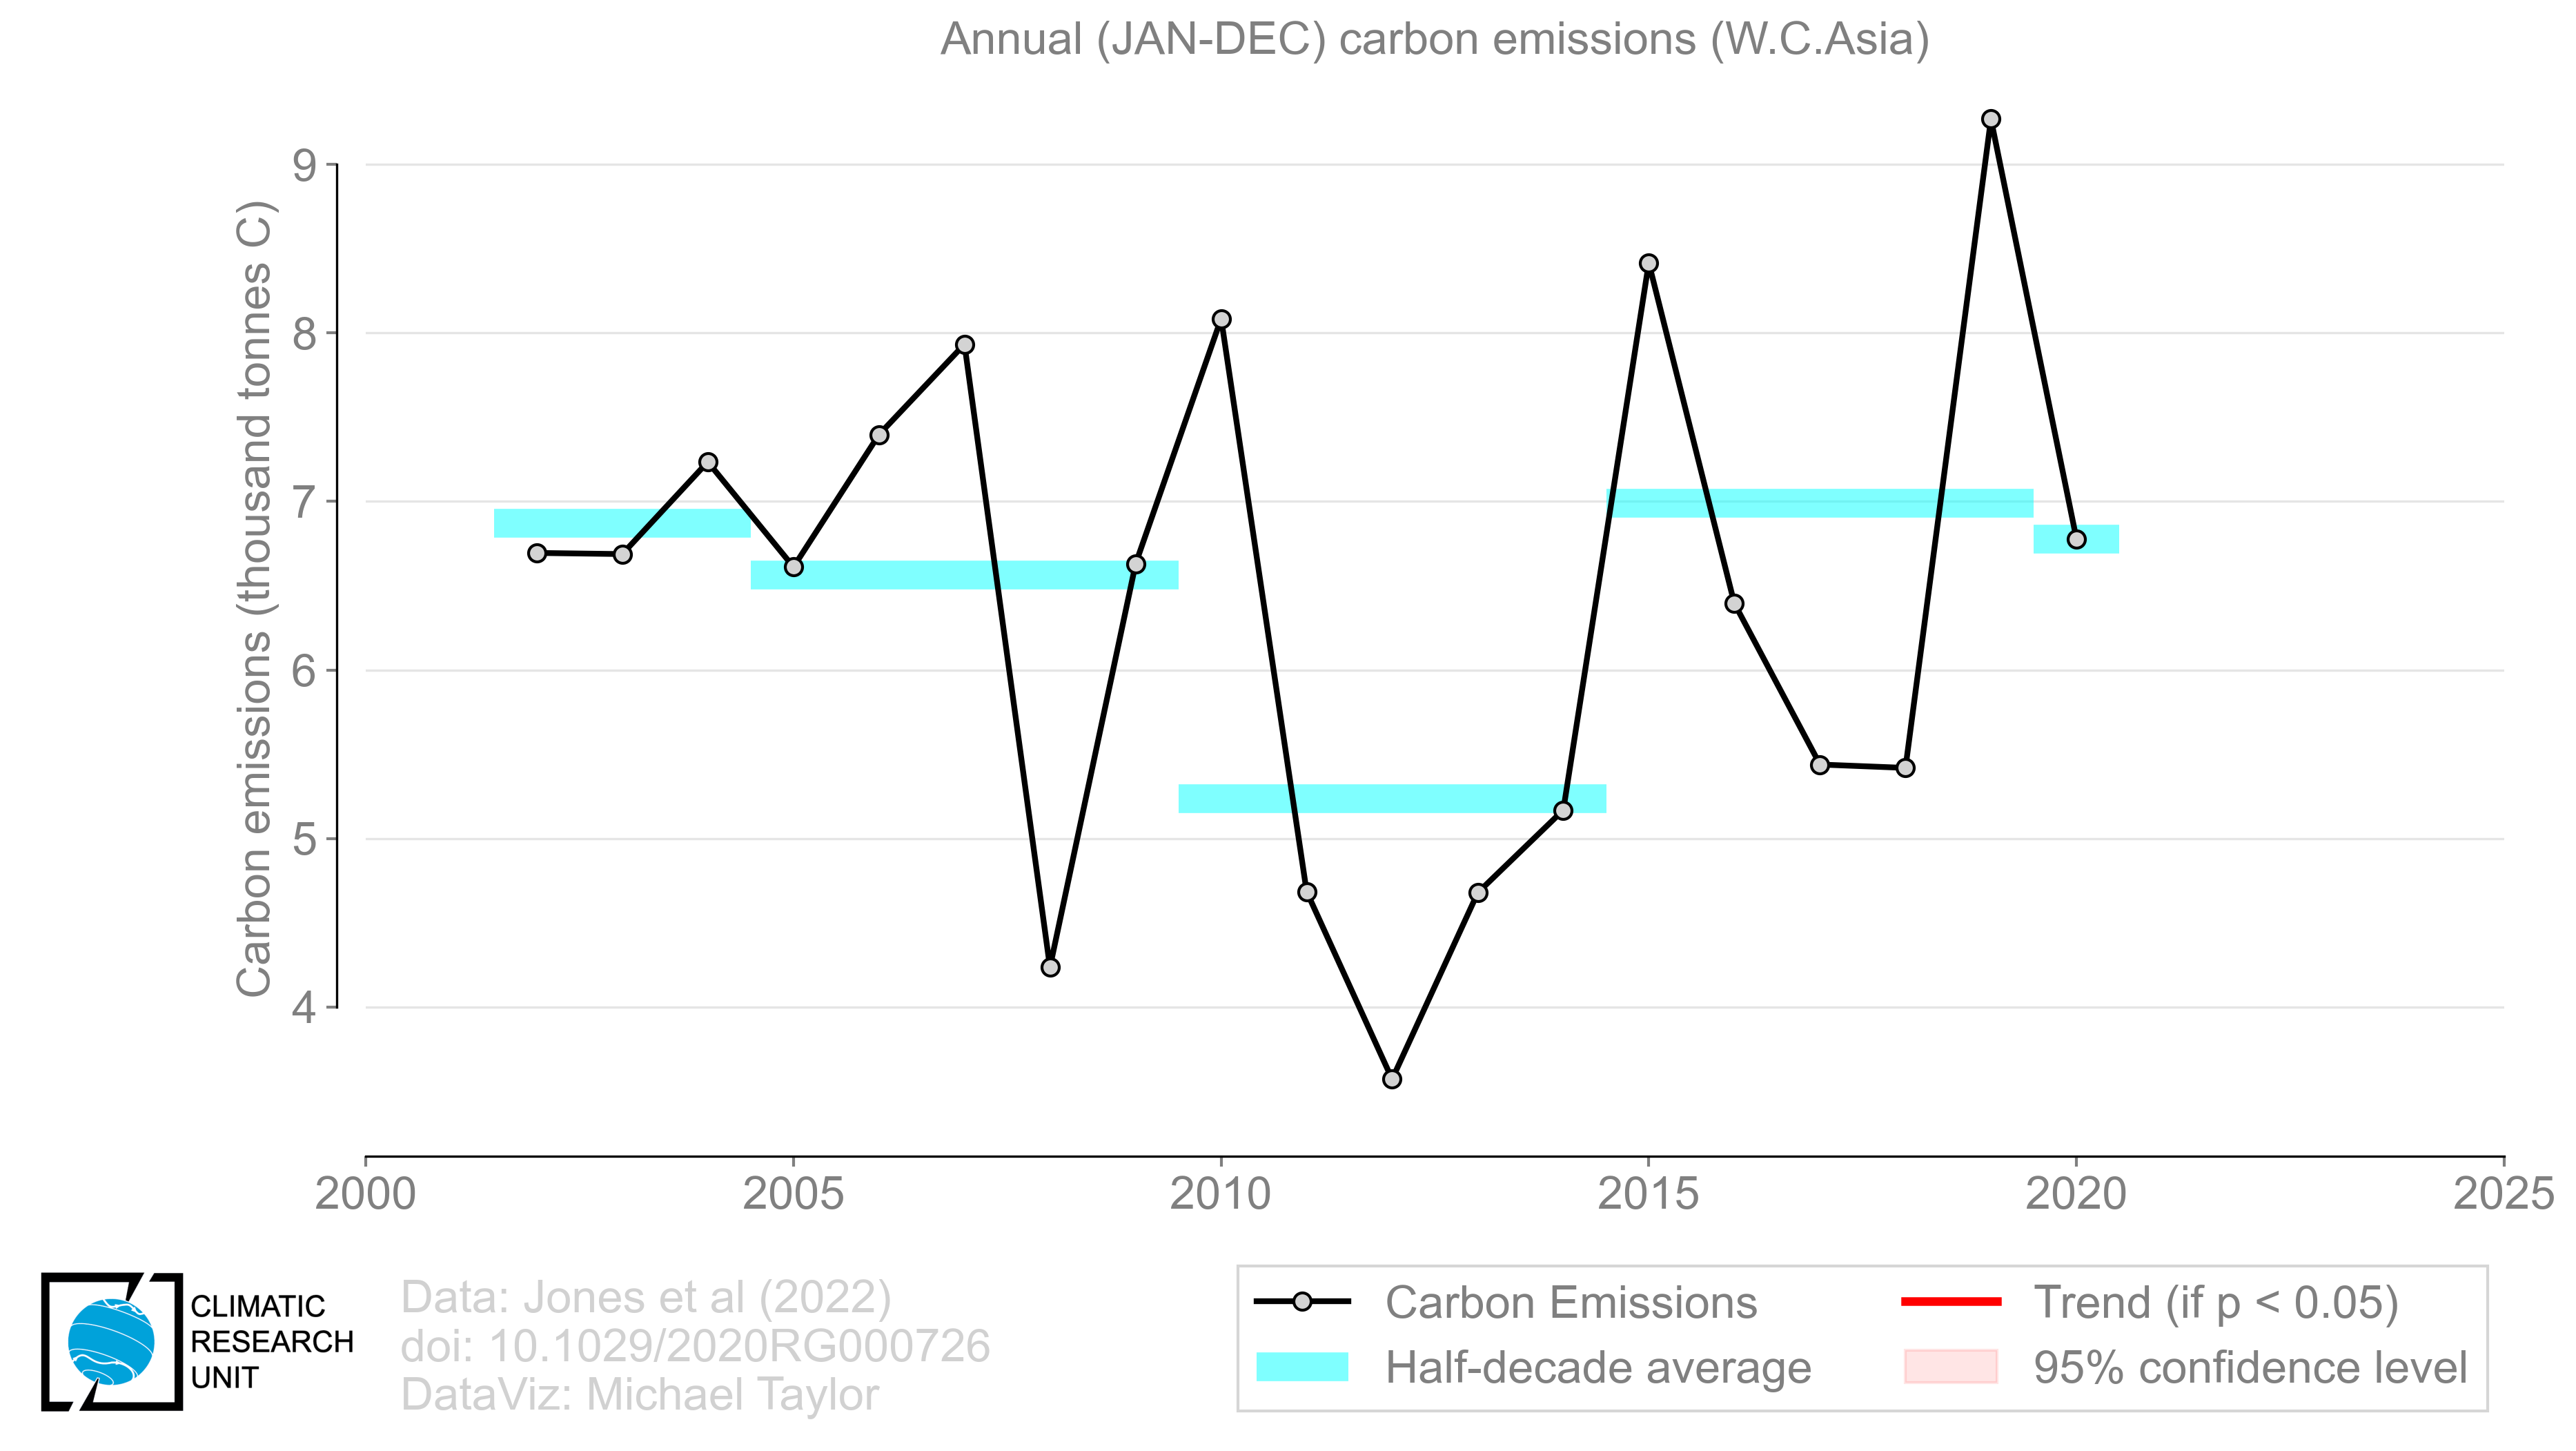 Annual (JAN-DEC) carbon emissions (W.C.Asia)
Carbon emissions (thousand tonnes C)
9
8
7
6
5
4
2000 2005 2010 2015 2020 2025
CLIMATIC
RESEARCH
UNIT
Data: Jones et al (2022)
doi: 10.1029/2020RG000726
DataViz: Michael Taylor
Carbon Emissions
Half-decade average
Trend (if p < 0.05)
95% confidence level